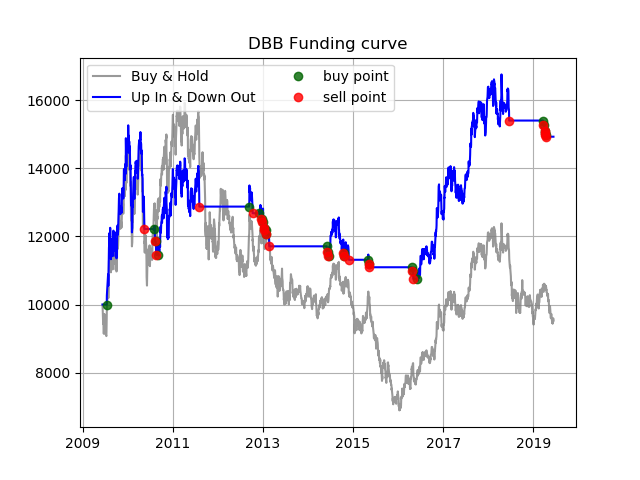 DBB Funding curve
Buy & Hold
Up In & Down Out
buy point
sell point
16000
14000
12000
10000
8000
2009 2011 2013 2015 2017 2019